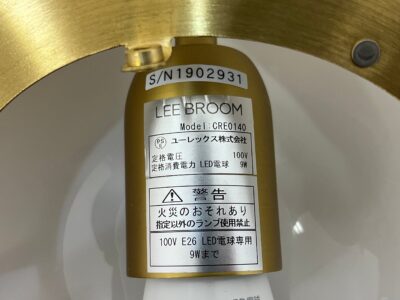 S/N1902931
LEE BROOM
Model:CRE0140
PS
E
ユーレックス株式会社
定格電圧 100V
定格消費電力 LED電球 9W
警告
火災のおそれあり
指定以外のランプ使用禁止
100V E26 LED電球専用
9Wまで